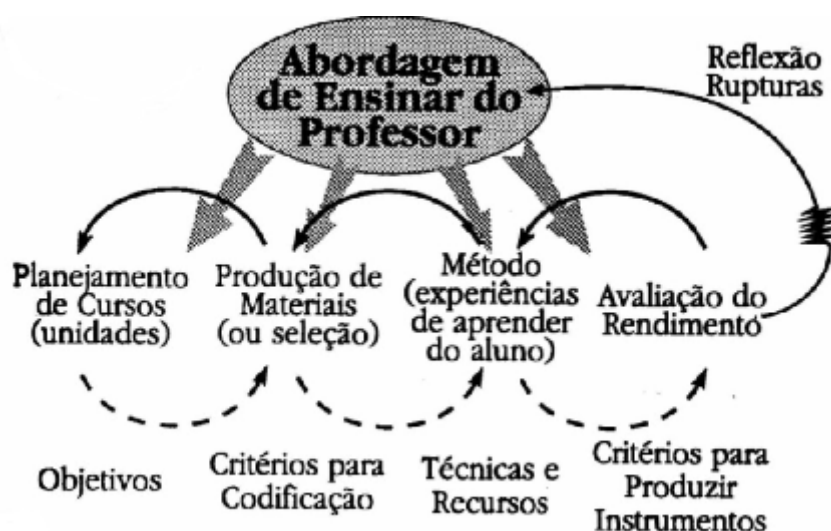 Abordagem
de Ensinar do
Professor
Reflexão
Rupturas
Planejamento
de Cursos
(unidades)
Produção de
Materiais
(ou seleção)
Método
(experiências
de aprender
do aluno)
Avaliação do
Rendimento
Objetivos
Critérios para
Codificação
Técnicas e
Recursos
Critérios para
Produzir
Instrumentos